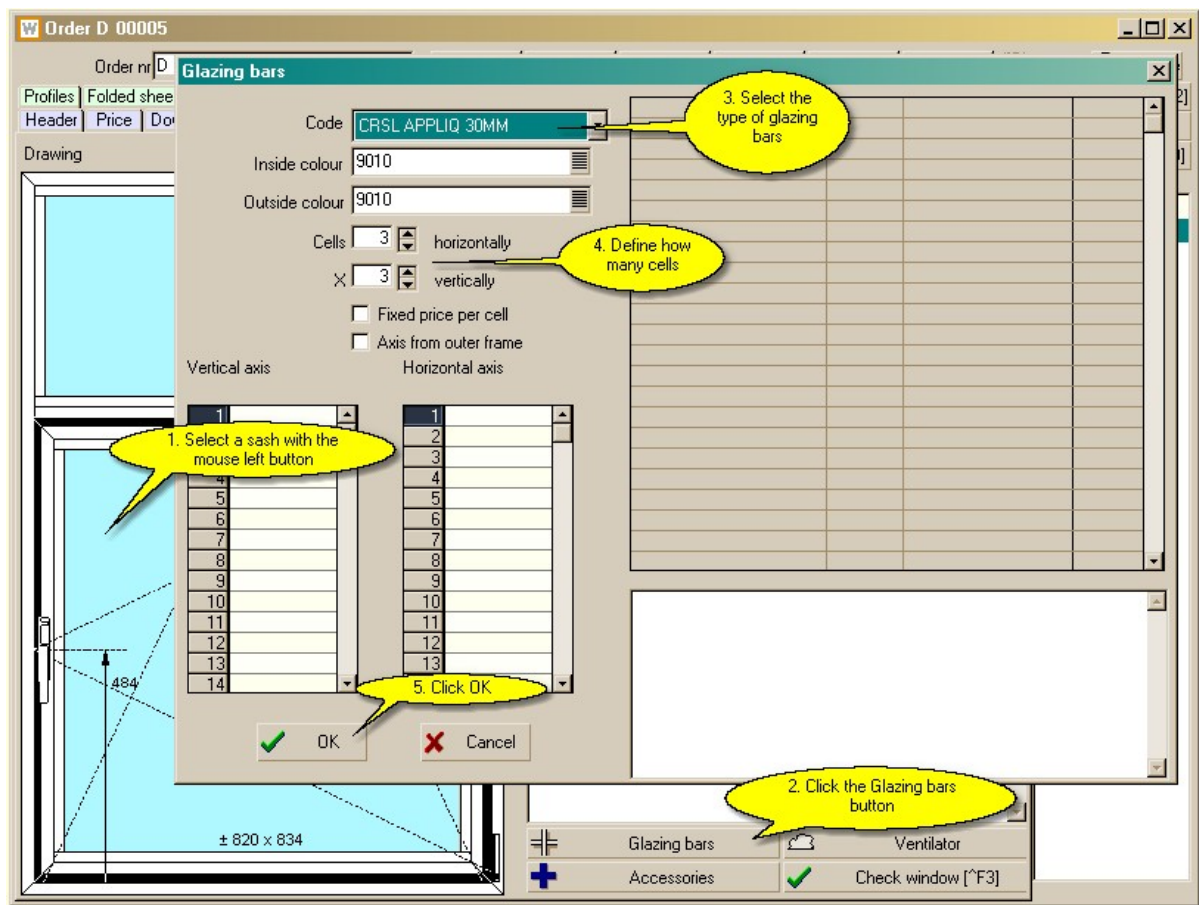 Order D 00005
Order nr D
Glazing bars
Profiles Folded shee
Header Price Do
Drawing
Code CRSL APPLIQ 30MM
3. Select the
type of glazing
bars
Inside colour 9010
Outside colour 9010
Cells 3 horizontally
X 3 vertically
4. Define how
many cells
Fixed price per cell
Axis from outer frame
Vertical axis Horizontal axis
1 1
2
3
4 4
5 5
6 6
7 7
8 8
9 9
10 10
11 11
12 12
13 13
14
1. Select a sash with the
mouse left button
484
5. Click OK
OK Cancel
2. Click the Glazing bars
button
± 820 x 834
Glazing bars Ventilator
Accessories Check window [^F3]